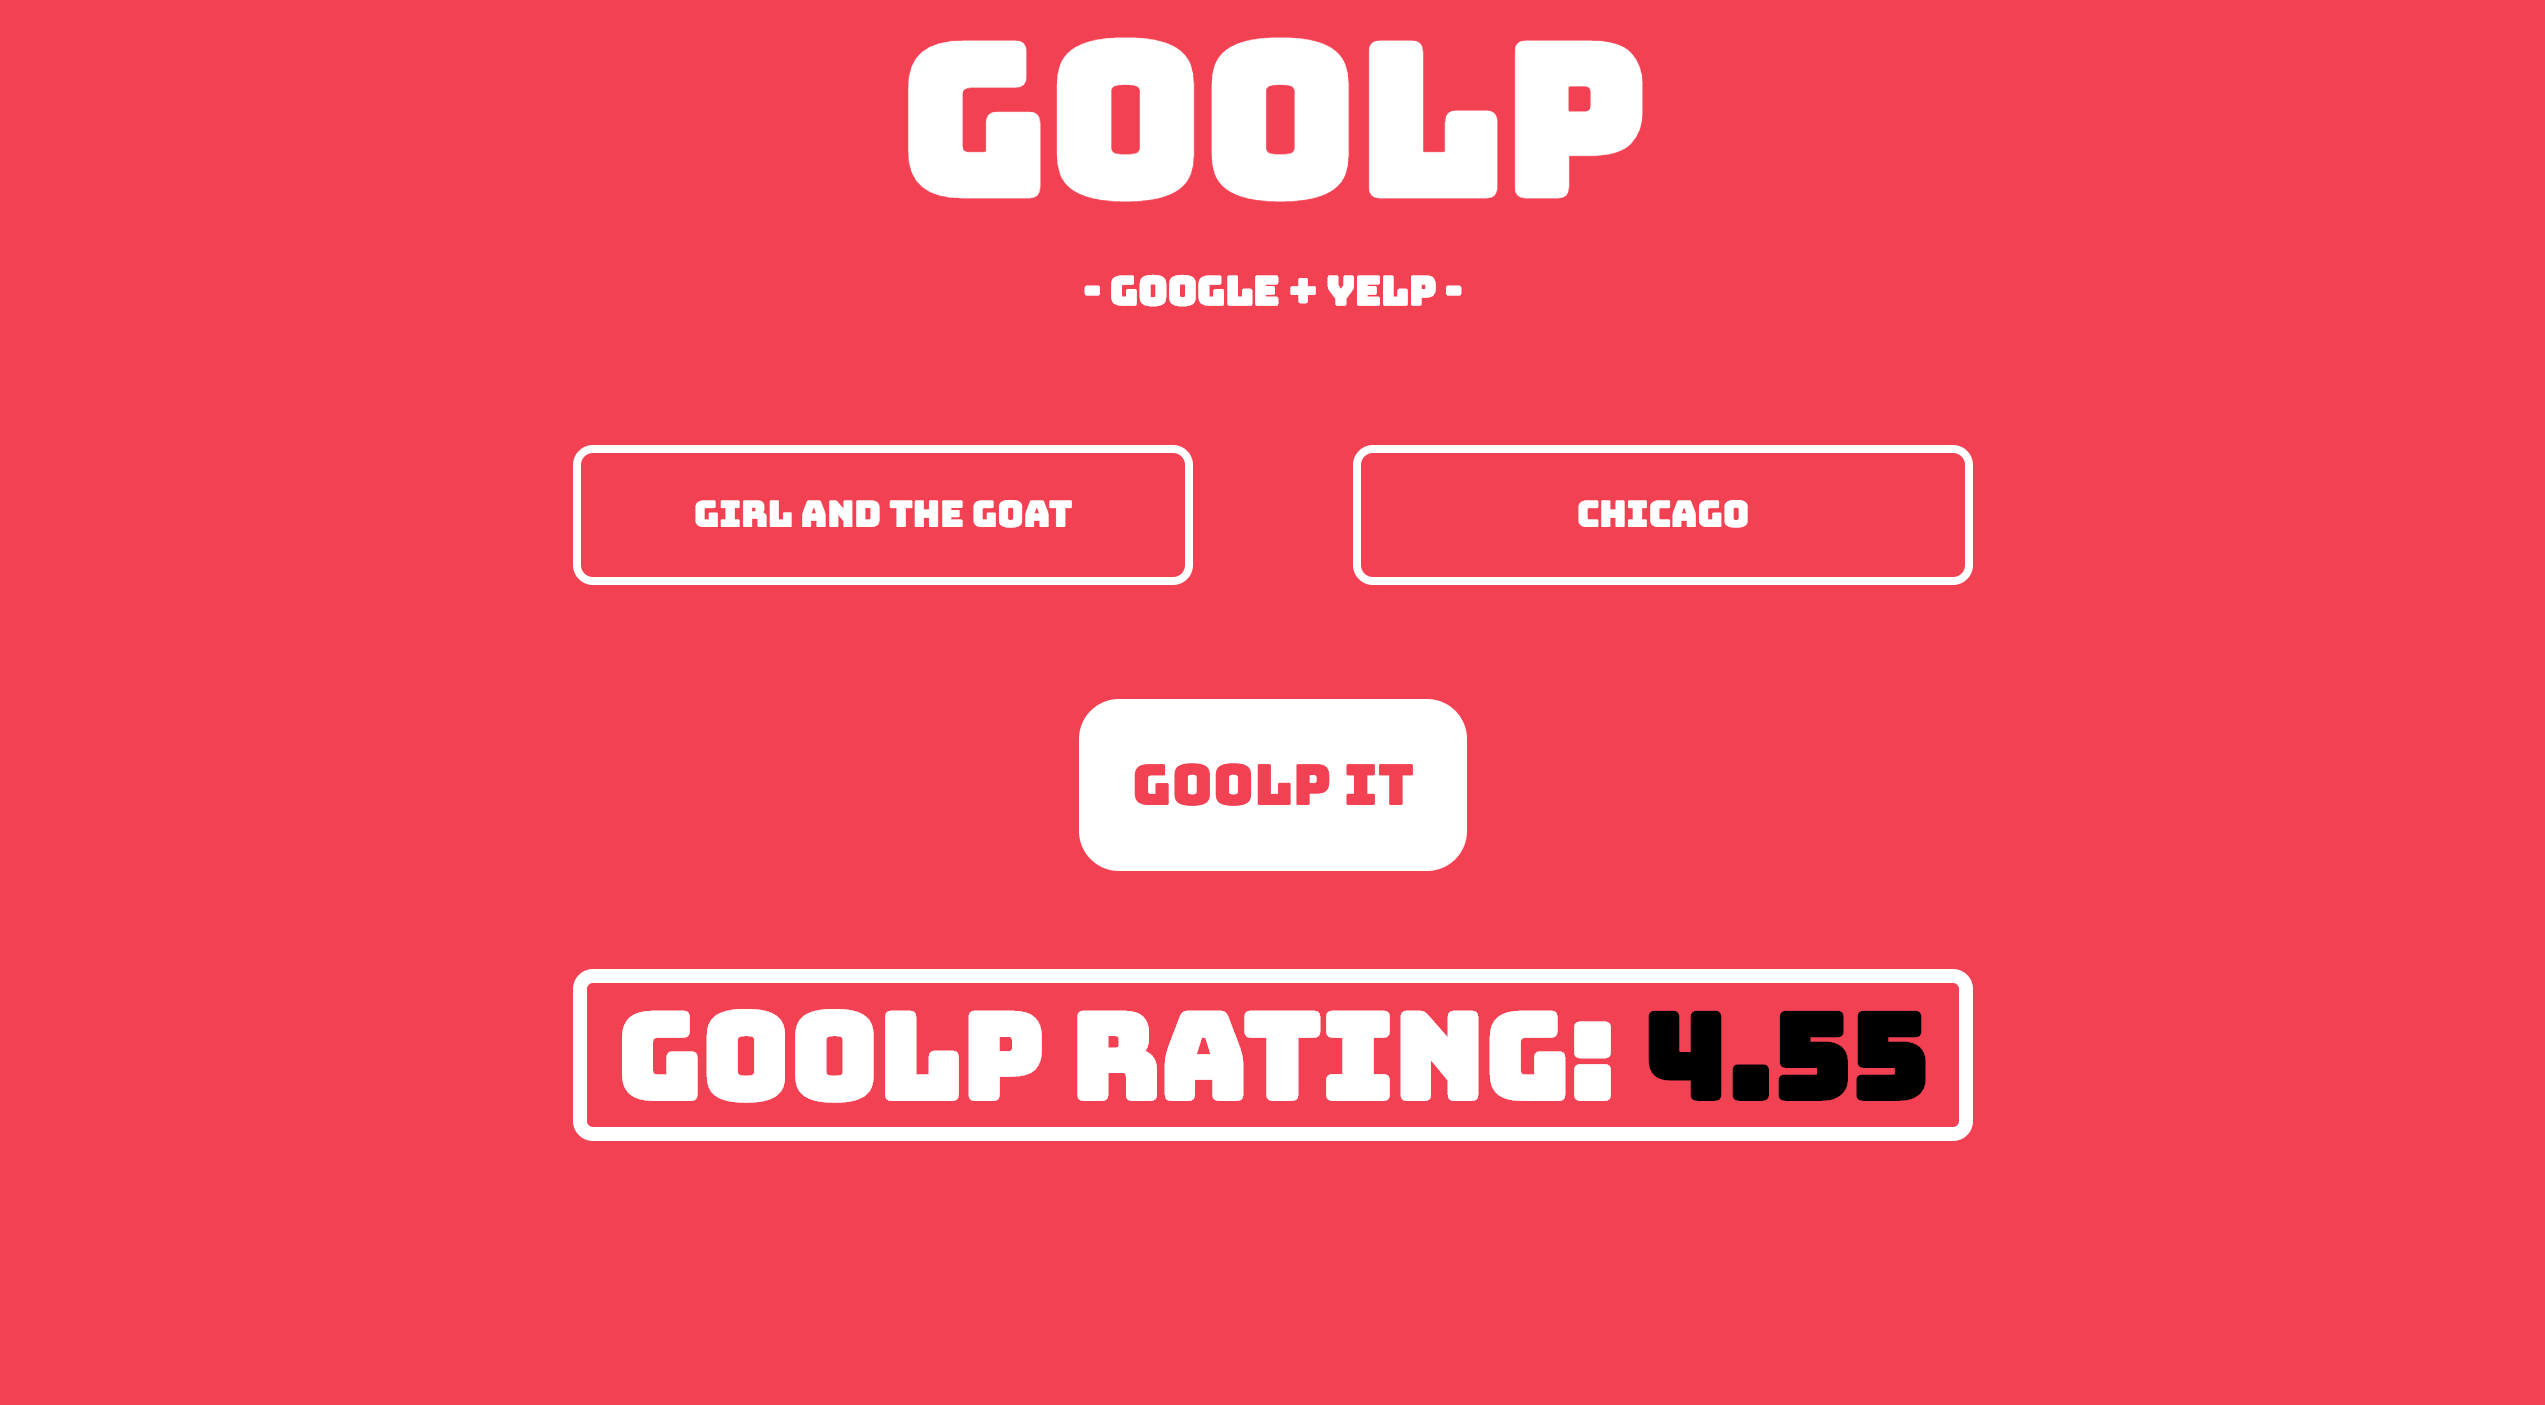 GOOLP
- GOOGLE + YELP -
GIRL AND THE GOAT
CHICAGO
GOOLP IT
GOOLP RATING: 4.55